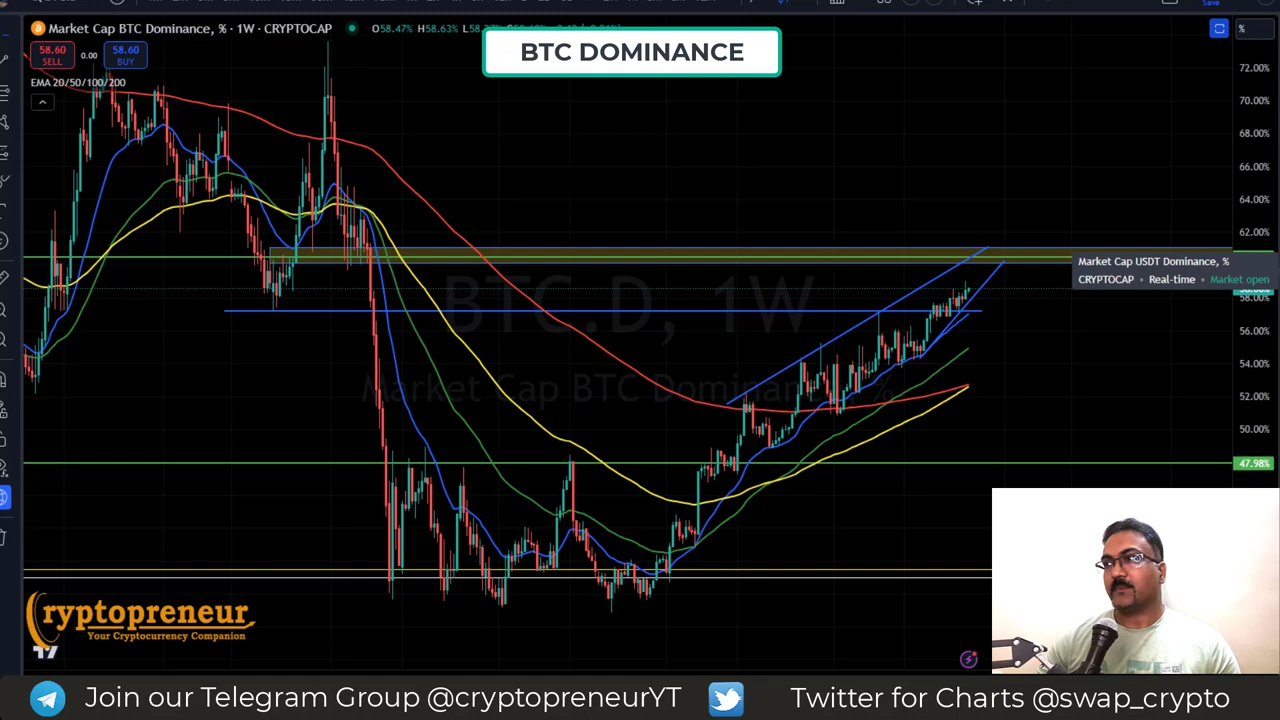 Market Cap BTC Dominance, % · 1W · CRYPTOCAP
O58.47% H58.63%
BTC DOMINANCE
%
58.60
SELL
0.00
58.60
BUY
EMA 20/50/100/200
72.00%
70.00%
68.00%
66.00%
64.00%
62.00%
Market Cap USDT Dominance, %
CRYPTOCAP • Real-time • Market open
58.00%
BTC.D, 1W
Market Cap BTC Dominance, %
56.00%
54.00%
52.00%
50.00%
47.98%
Cryptopreneur
Your Cryptocurrency Companion
Join our Telegram Group @cryptopreneurYT
Twitter for Charts @swap_crypto